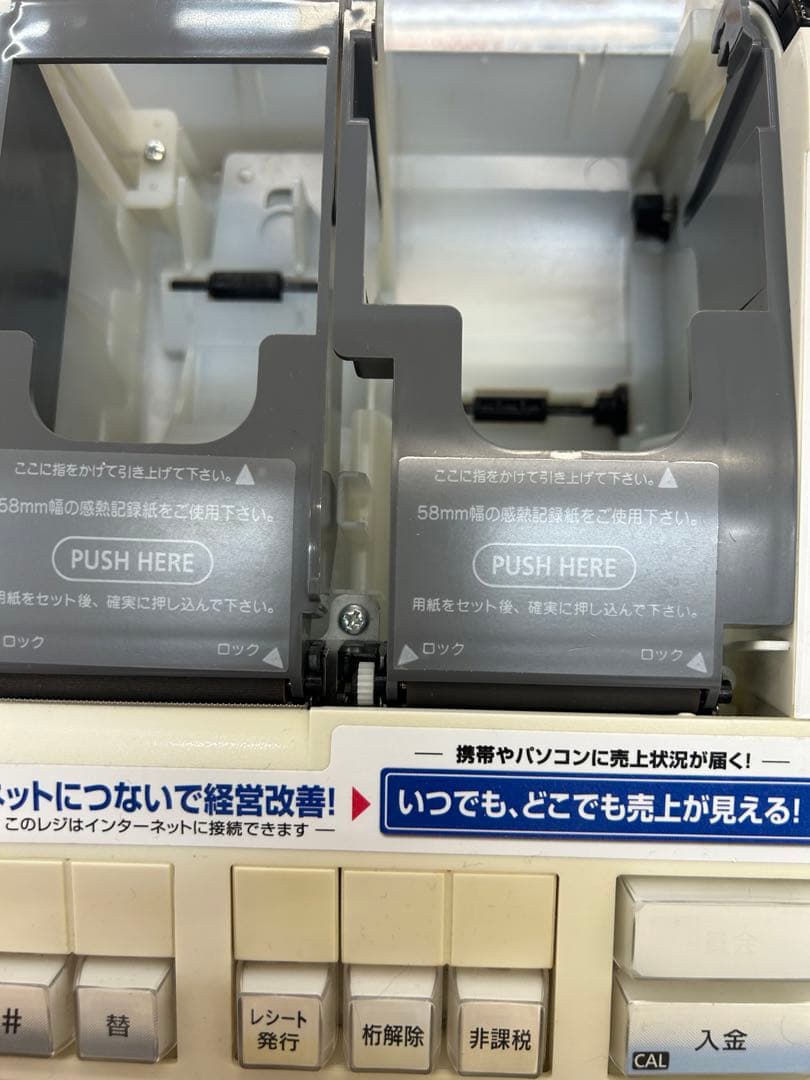 ここに指をかけて引き上げて下さい。
58mm幅の感熱記録紙をご使用下さい。
PUSH HERE
用紙をセット後、確実に押し込んで下さい。
ロック ロック
ここに指をかけて引き上げて下さい。
58mm幅の感熱記録紙をご使用下さい。
PUSH HERE
用紙をセット後、確実に押し込んで下さい。
ロック ロック
ネットにつないで経営改善!
このレジはインターネットに接続できます
携帯やパソコンに売上状況が届く!
いつでも、どこでも売上が見える!
#
替
レシート
発行
桁解除
非課税
入金
CAL